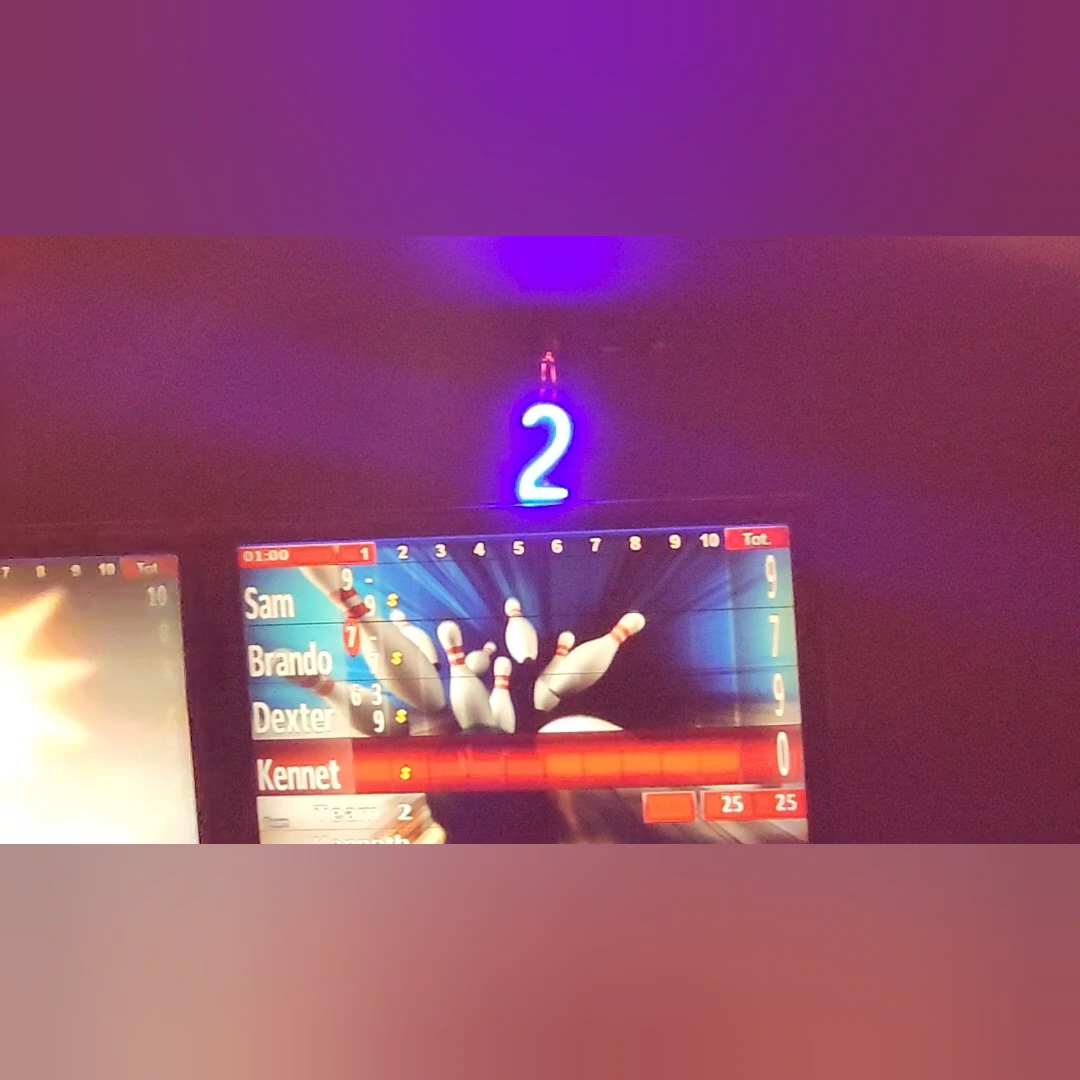 2
7 8 9 10 Tot
10
01:00 1 2 3 4 5 6 7 8 9 10 Tot.
9 -
Sam 9 $ 9
7 -
Brando 7 $ 7
6 3
Dexter 9 $ 9
Kennet $ 0
Team 2 25 25
Kenneth